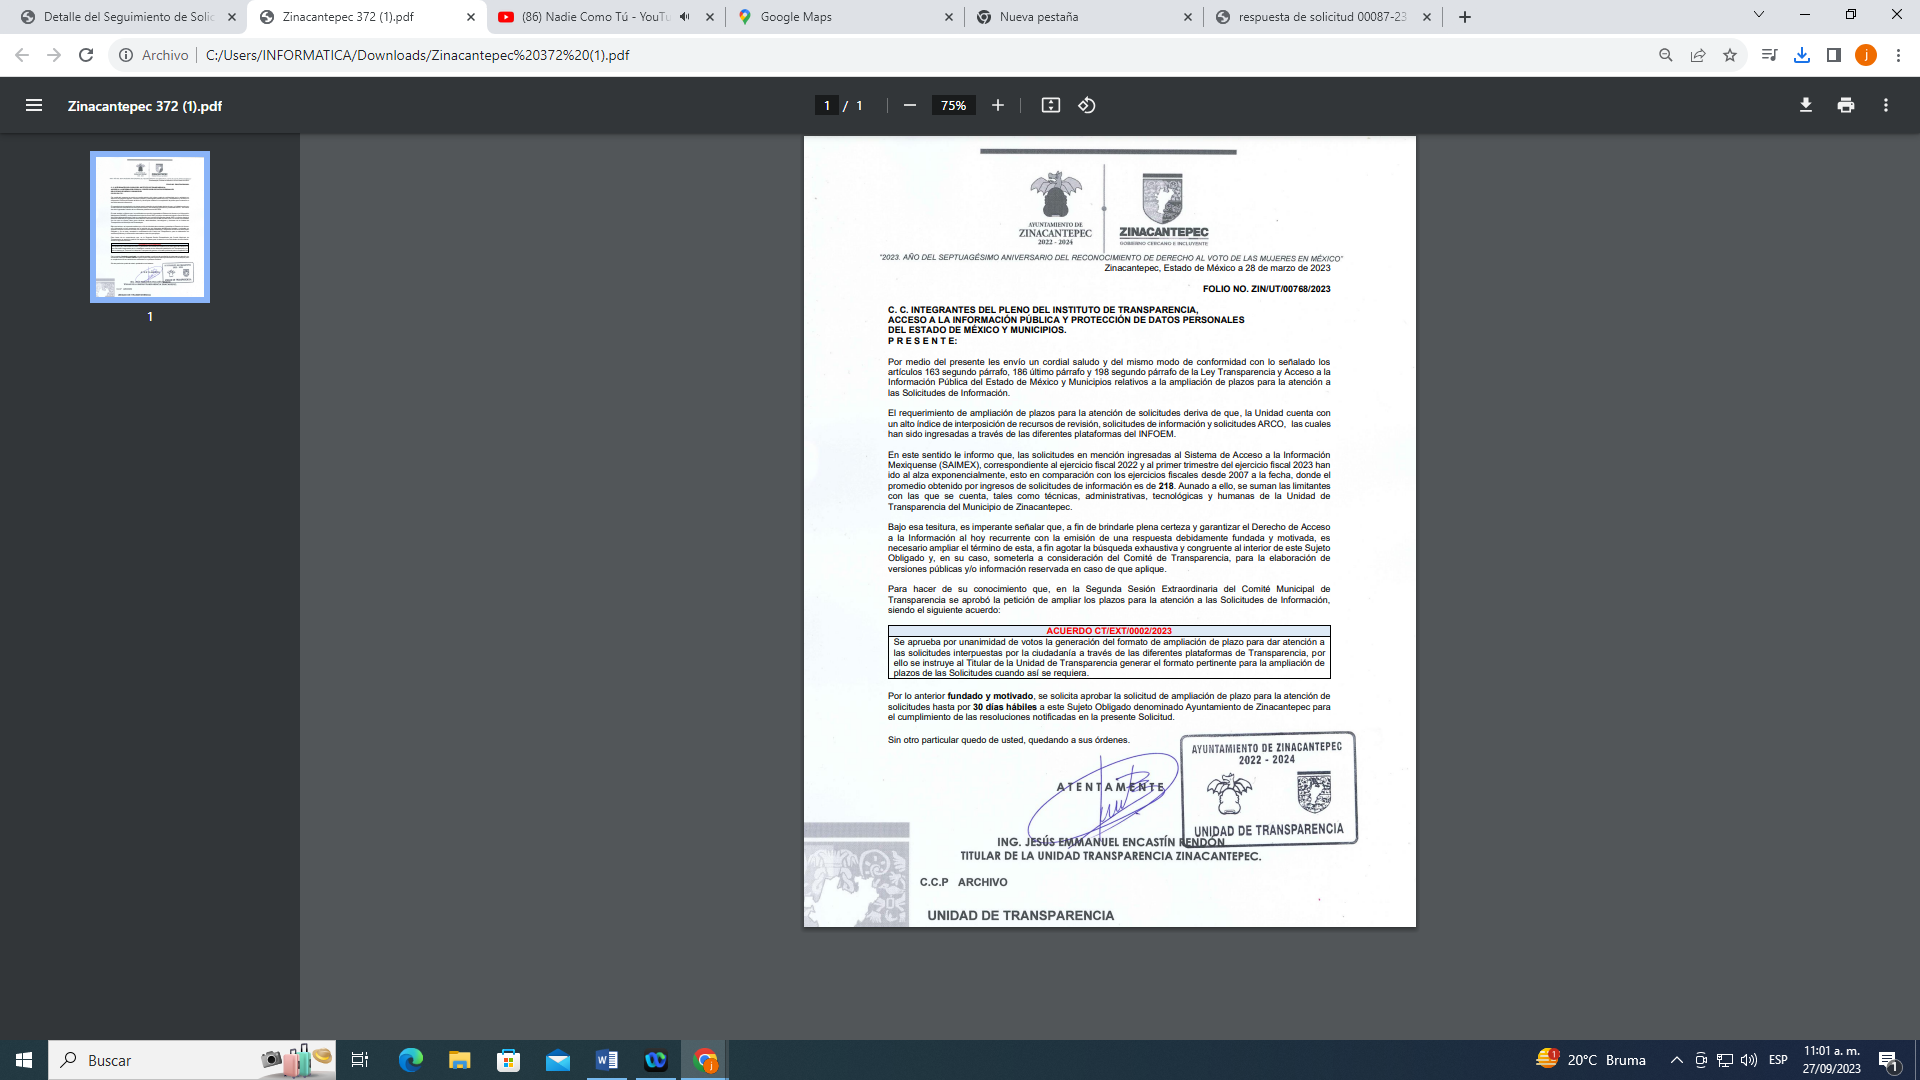 Detalle del Seguimiento de Solic
Zinacantepec 372 (1).pdf
(86) Nadie Como Tú - YouTu
Google Maps
Nueva pestaña
respuesta de solicitud 00087-23
Archivo
C:/Users/INFORMATICA/Downloads/Zinacantepec%20372%20(1).pdf
j
Zinacantepec 372 (1).pdf
1 / 1
75%
1
AYUNTAMIENTO DE
ZINACANTEPEC
2022 - 2024
ZINACANTEPEC
GOBIERNO CERCANO E INCLUYENTE
"2023. AÑO DEL SEPTUAGÉSIMO ANIVERSARIO DEL RECONOCIMIENTO DE DERECHO AL VOTO DE LAS MUJERES EN MÉXICO"
Zinacantepec, Estado de México a 28 de marzo de 2023
FOLIO NO. ZIN/UT/00768/2023
C. C. INTEGRANTES DEL PLENO DEL INSTITUTO DE TRANSPARENCIA,
ACCESO A LA INFORMACIÓN PÚBLICA Y PROTECCIÓN DE DATOS PERSONALES
DEL ESTADO DE MÉXICO Y MUNICIPIOS.
P R E S E N T E:
Por medio del presente les envío un cordial saludo y del mismo modo de conformidad con lo señalado los
artículos 163 segundo párrafo, 186 último párrafo y 198 segundo párrafo de la Ley Transparencia y Acceso a la
Información Pública del Estado de México y Municipios relativos a la ampliación de plazos para la atención a
las Solicitudes de Información.
El requerimiento de ampliación de plazos para la atención de solicitudes deriva de que, la Unidad cuenta con
un alto índice de interposición de recursos de revisión, solicitudes de información y solicitudes ARCO, las cuales
han sido ingresadas a través de las diferentes plataformas del INFOEM.
En este sentido le informo que, las solicitudes en mención ingresadas al Sistema de Acceso a la Información
Mexiquense (SAIMEX), correspondiente al ejercicio fiscal 2022 y al primer trimestre del ejercicio fiscal 2023 han
ido al alza exponencialmente, esto en comparación con los ejercicios fiscales desde 2007 a la fecha, donde el
promedio obtenido por ingresos de solicitudes de información es de 218. Aunado a ello, se suman las limitantes
con las que se cuenta, tales como técnicas, administrativas, tecnológicas y humanas de la Unidad de
Transparencia del Municipio de Zinacantepec.
Bajo esa tesitura, es imperante señalar que, a fin de brindarle plena certeza y garantizar el Derecho de Acceso
a la Información al hoy recurrente con la emisión de una respuesta debidamente fundada y motivada, es
necesario ampliar el término de esta, a fin agotar la búsqueda exhaustiva y congruente al interior de este Sujeto
Obligado y, en su caso, someterla a consideración del Comité de Transparencia, para la elaboración de
versiones públicas y/o información reservada en caso de que aplique.
Para hacer de su conocimiento que, en la Segunda Sesión Extraordinaria del Comité Municipal de
Transparencia se aprobó la petición de ampliar los plazos para la atención a las Solicitudes de Información,
siendo el siguiente acuerdo:
ACUERDO CT/EXT/0002/2023
Se aprueba por unanimidad de votos la generación del formato de ampliación de plazo para dar atención a
las solicitudes interpuestas por la ciudadanía a través de las diferentes plataformas de Transparencia, por
ello se instruye al Titular de la Unidad de Transparencia generar el formato pertinente para la ampliación de
plazos de las Solicitudes cuando así se requiera.
Por lo anterior fundado y motivado, se solicita aprobar la solicitud de ampliación de plazo para la atención de
solicitudes hasta por 30 días hábiles a este Sujeto Obligado denominado Ayuntamiento de Zinacantepec para
el cumplimiento de las resoluciones notificadas en la presente Solicitud.
Sin otro particular quedo de usted, quedando a sus órdenes.
AYUNTAMIENTO DE ZINACANTEPEC
2022 - 2024
UNIDAD DE TRANSPARENCIA
A T E N T A M E N T E
ING. JESÚS EMMANUEL ENCASTÍN RENDÓN
TITULAR DE LA UNIDAD TRANSPARENCIA ZINACANTEPEC.
C.C.P ARCHIVO
UNIDAD DE TRANSPARENCIA
Buscar
20°C Bruma
ESP
11:01 a. m.
27/09/2023
1